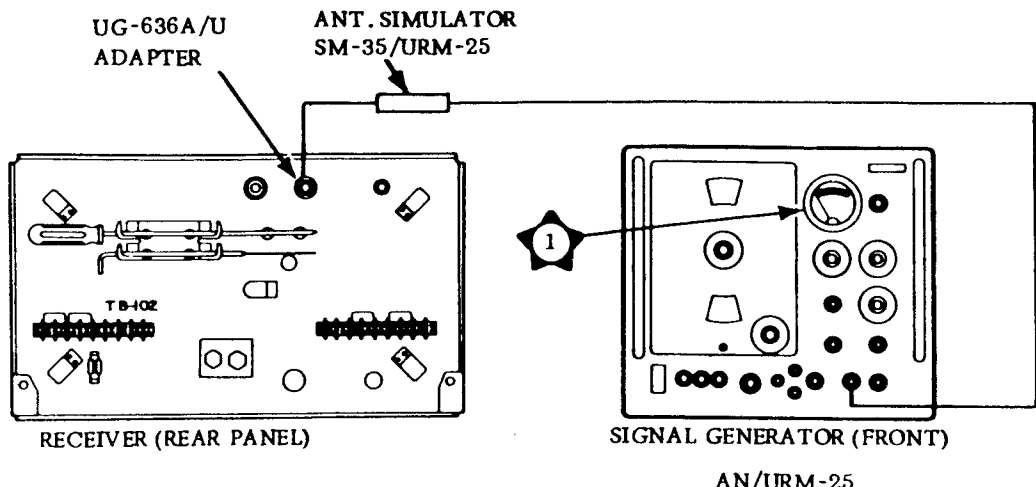 UG-636A/U
ADAPTER
ANT. SIMULATOR
SM-35/URM-25
1
TB-102
RECEIVER (REAR PANEL)
SIGNAL GENERATOR (FRONT)
AN/URM-25